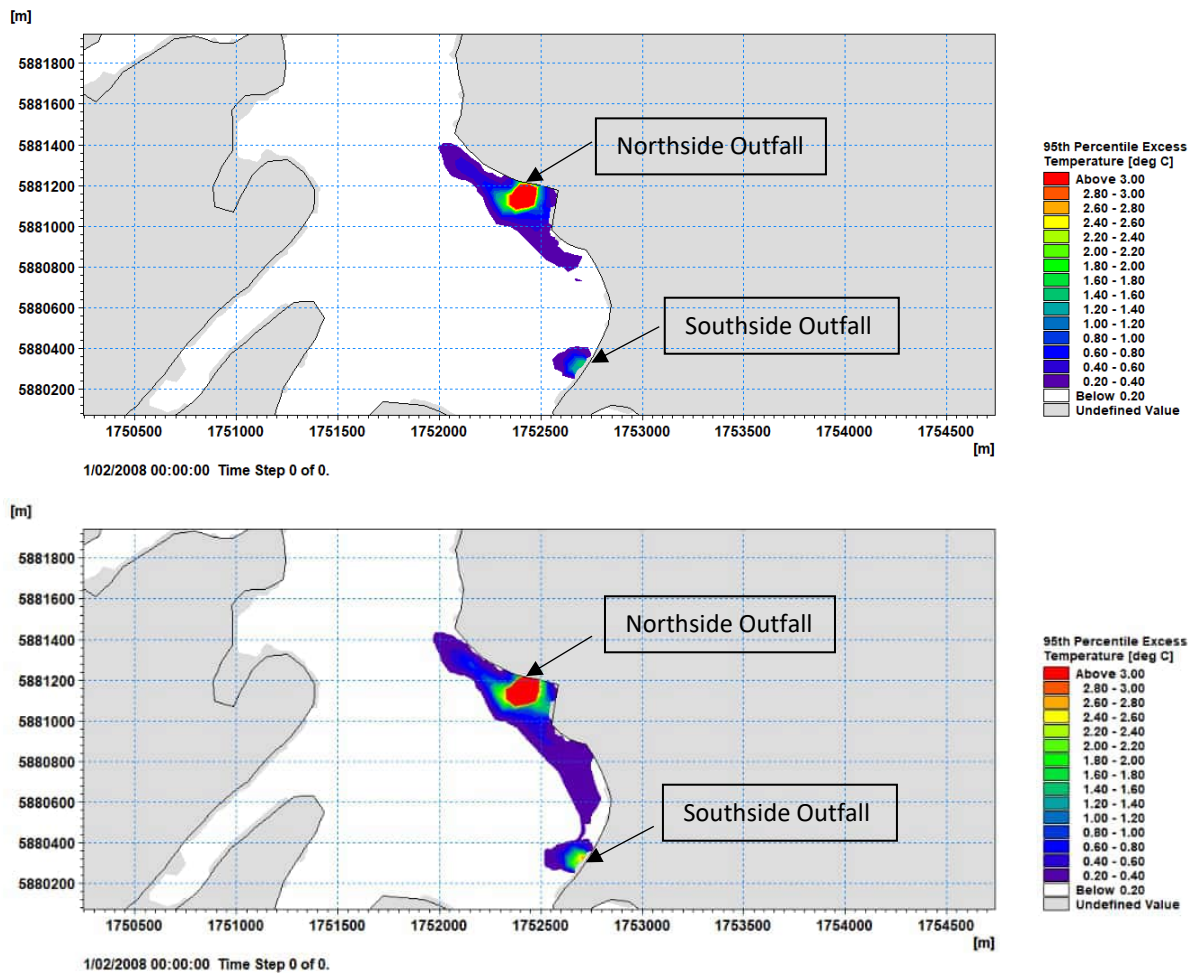 [m]
5881800
5881600
5881400
5881200
5881000
5880800
5880600
5880400
5880200
Northside Outfall
Southside Outfall
1750500 1751000 1751500 1752000 1752500 1753000 1753500 1754000 1754500
[m]
1/02/2008 00:00:00 Time Step 0 of 0.
95th Percentile Excess
Temperature [deg C]
Above 3.00
2.80 - 3.00
2.60 - 2.80
2.40 - 2.60
2.20 - 2.40
2.00 - 2.20
1.80 - 2.00
1.60 - 1.80
1.40 - 1.60
1.20 - 1.40
1.00 - 1.20
0.80 - 1.00
0.60 - 0.80
0.40 - 0.60
0.20 - 0.40
Below 0.20
Undefined Value
[m]
5881800
5881600
5881400
5881200
5881000
5880800
5880600
5880400
5880200
Northside Outfall
Southside Outfall
1750500 1751000 1751500 1752000 1752500 1753000 1753500 1754000 1754500
[m]
1/02/2008 00:00:00 Time Step 0 of 0.
95th Percentile Excess
Temperature [deg C]
Above 3.00
2.80 - 3.00
2.60 - 2.80
2.40 - 2.60
2.20 - 2.40
2.00 - 2.20
1.80 - 2.00
1.60 - 1.80
1.40 - 1.60
1.20 - 1.40
1.00 - 1.20
0.80 - 1.00
0.60 - 0.80
0.40 - 0.60
0.20 - 0.40
Below 0.20
Undefined Value